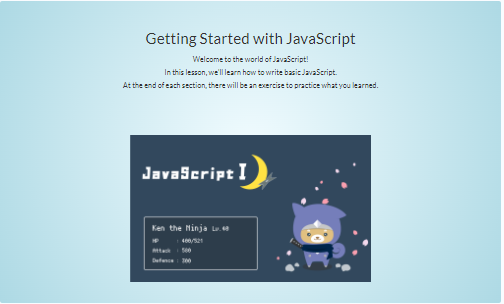 Getting Started with JavaScript
Welcome to the world of JavaScript!
In this lesson, we'll learn how to write basic JavaScript.
At the end of each section, there will be an exercise to practice what you learned.
JavaScript I
Ken the Ninja Lv.68
HP : 400/521
Attack : 500
Defence : 300